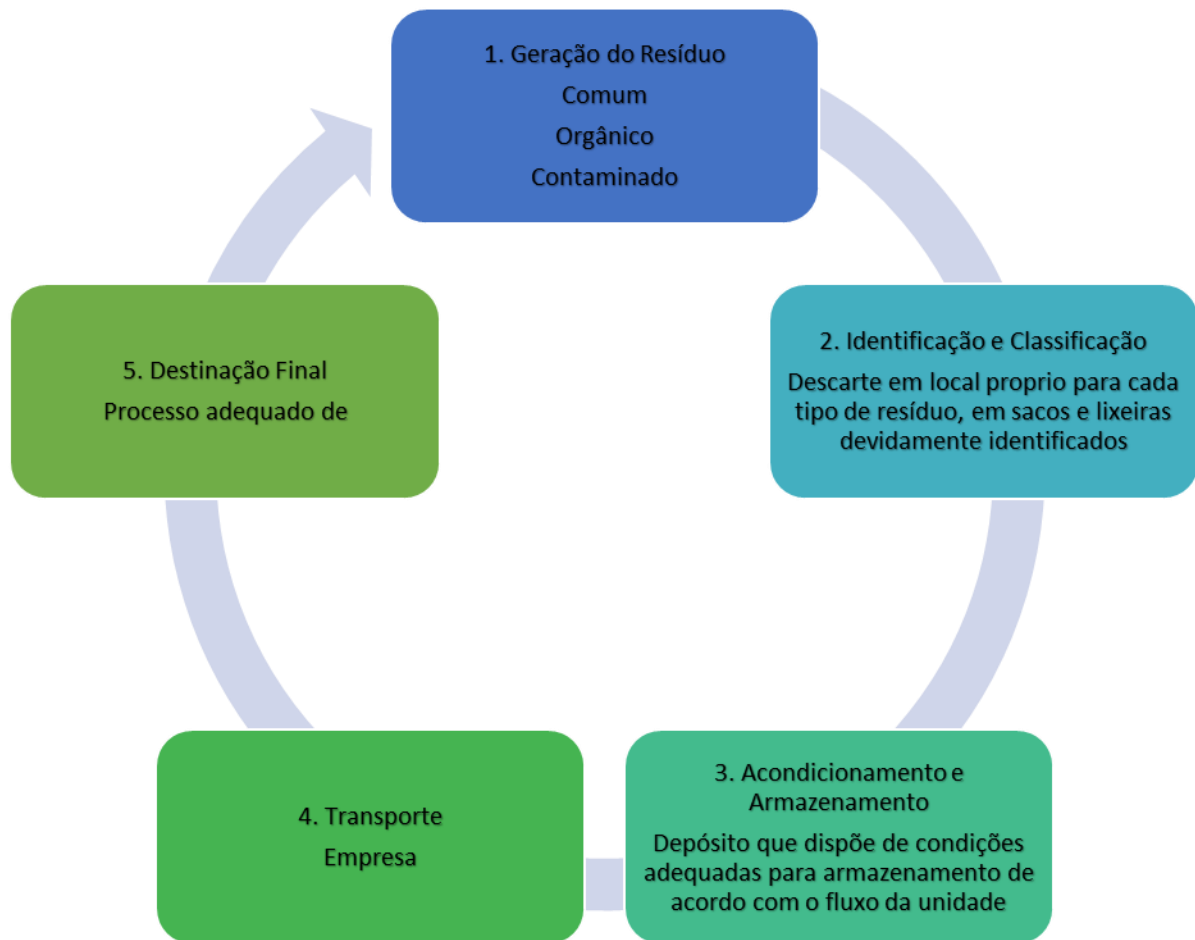 1. Geração do Resíduo
Comum
Orgânico
Contaminado
2. Identificação e Classificação
Descarte em local proprio para cada
tipo de resíduo, em sacos e lixeiras
devidamente identificados
3. Acondicionamento e
Armazenamento
Depósito que dispõe de condições
adequadas para armazenamento de
acordo com o fluxo da unidade
4. Transporte
Empresa
5. Destinação Final
Processo adequado de